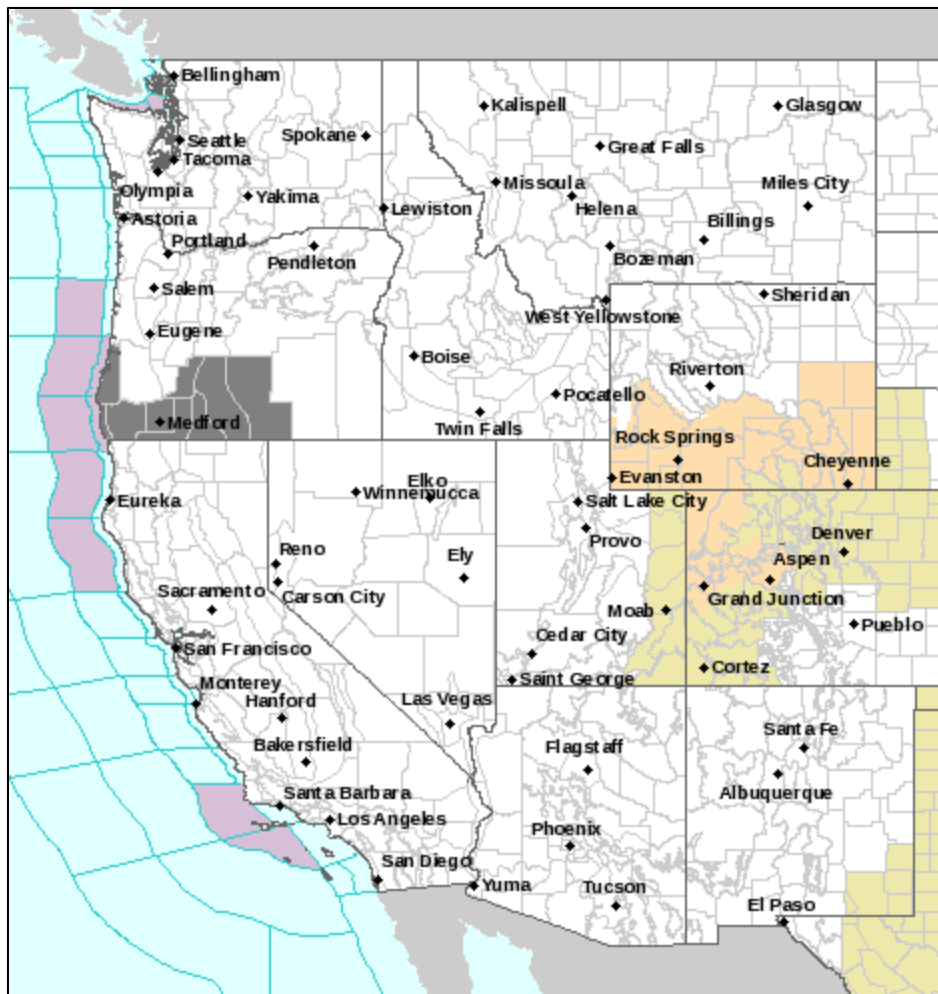 Bellingham
Kalispell
Glasgow
Seattle
Spokane
Great Falls
Tacoma
Missoula
Miles City
Olympia
Yakima
Lewiston
Helena
Astoria
Billings
Portland
Pendleton
Bozeman
Salem
Sheridan
West Yellowstone
Eugene
Boise
Riverton
Pocatello
Medford
Twin Falls
Rock Springs
Cheyenne
Evanston
Elko
Winnemucca
Eureka
Salt Lake City
Denver
Provo
Reno
Ely
Aspen
Sacramento
Carson City
Grand Junction
Moab
Pueblo
Cedar City
San Francisco
Cortez
Saint George
Monterey
Hanford
Las Vegas
Santa Fe
Bakersfield
Flagstaff
Santa Barbara
Albuquerque
Los Angeles
Phoenix
San Diego
Yuma
Tucson
El Paso